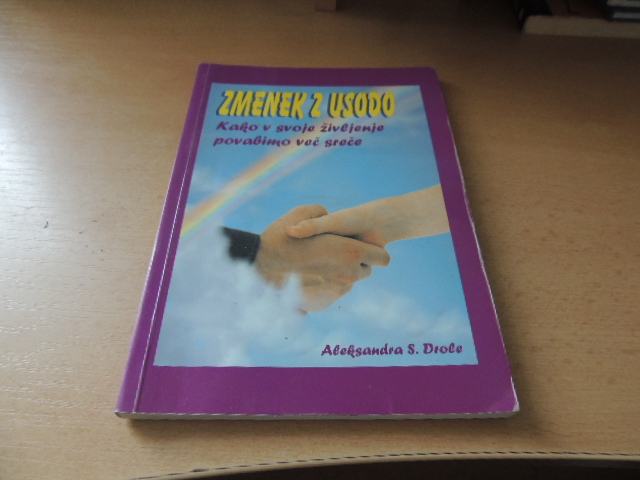 ZMENEK Z USODO
Kako v svoje življenje
povabimo več sreče
Aleksandra S. Drole